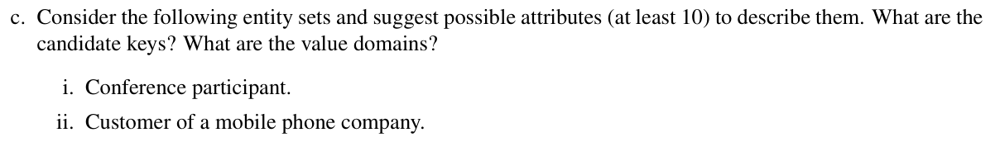 c. Consider the following entity sets and suggest possible attributes (at least 10) to describe them. What are the
candidate keys? What are the value domains?
i. Conference participant.
ii. Customer of a mobile phone company.